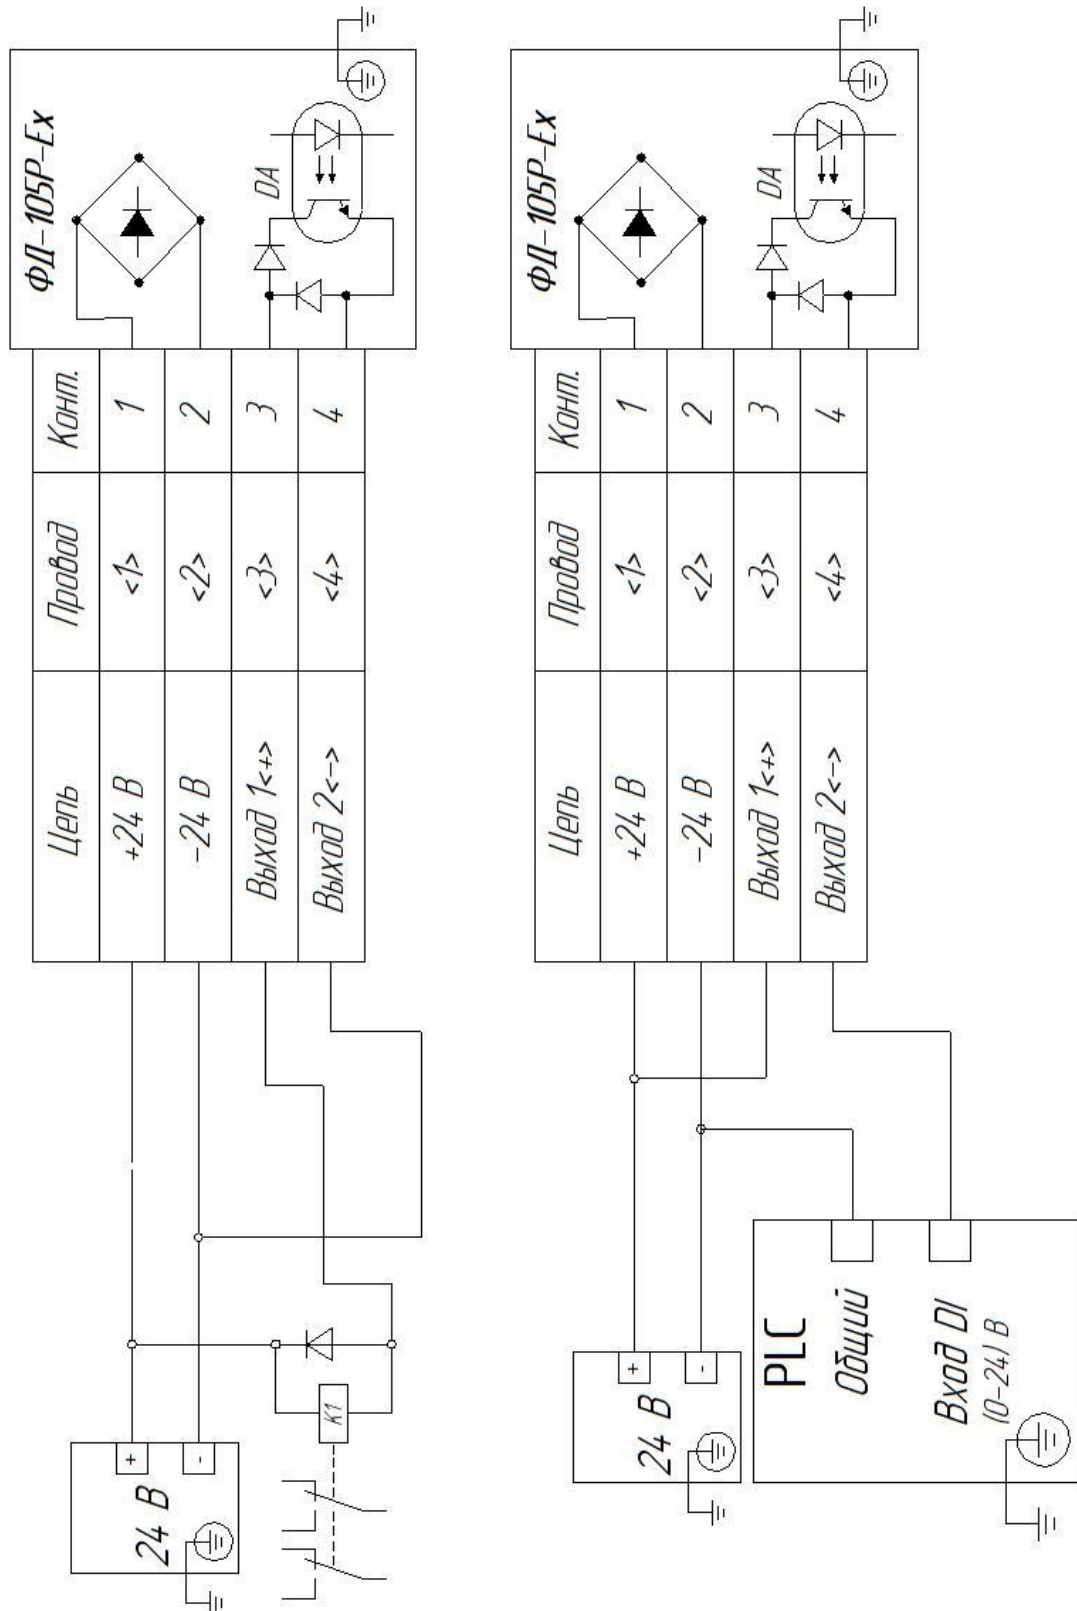 ФД-105Р-Ex
DA
Цепь Провод Конт.
+24 В <1> 1
-24 В <2> 2
Выход 1<+> <3> 3
Выход 2<-> <4> 4
24 В
+
-
К1
ФД-105Р-Ex
DA
Цепь Провод Конт.
+24 В <1> 1
-24 В <2> 2
Выход 1<+> <3> 3
Выход 2<-> <4> 4
24 В
+
-
PLC
Общий
Вход DI
(0-24) В